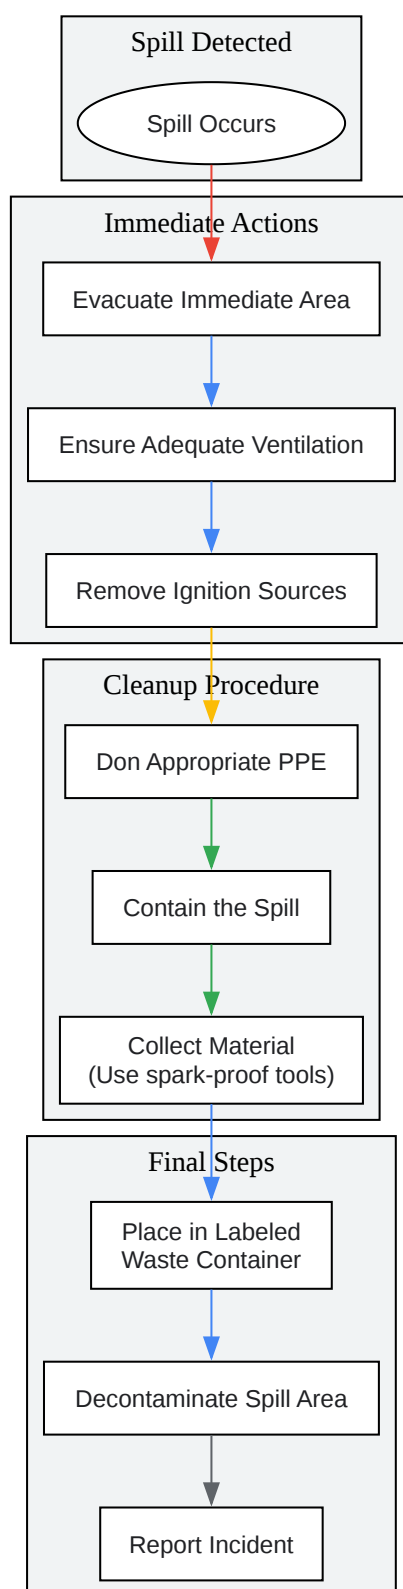 Spill Detected
Spill Occurs
Immediate Actions
Evacuate Immediate Area
Ensure Adequate Ventilation
Remove Ignition Sources
Cleanup Procedure
Don Appropriate PPE
Contain the Spill
Collect Material
(Use spark-proof tools)
Final Steps
Place in Labeled
Waste Container
Decontaminate Spill Area
Report Incident